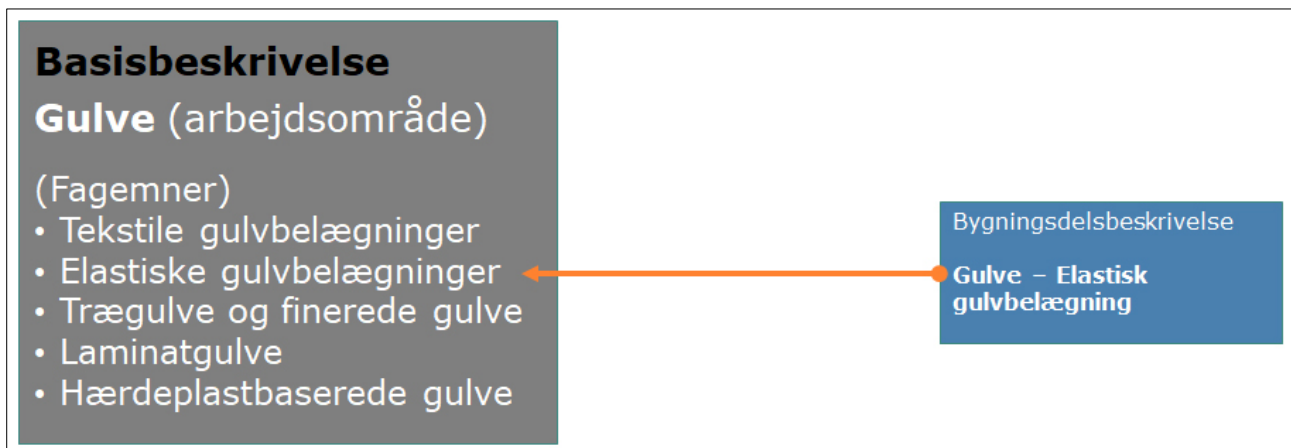 Basisbeskrivelse
Gulve (arbejdsområde)
(Fagemner)
• Tekstile gulvbelægninger
• Elastiske gulvbelægninger
• Trægulve og finerede gulve
• Laminatgulve
• Hærdeplastbaserede gulve
Bygningsdelsbeskrivelse
Gulve – Elastisk
gulvbelægning